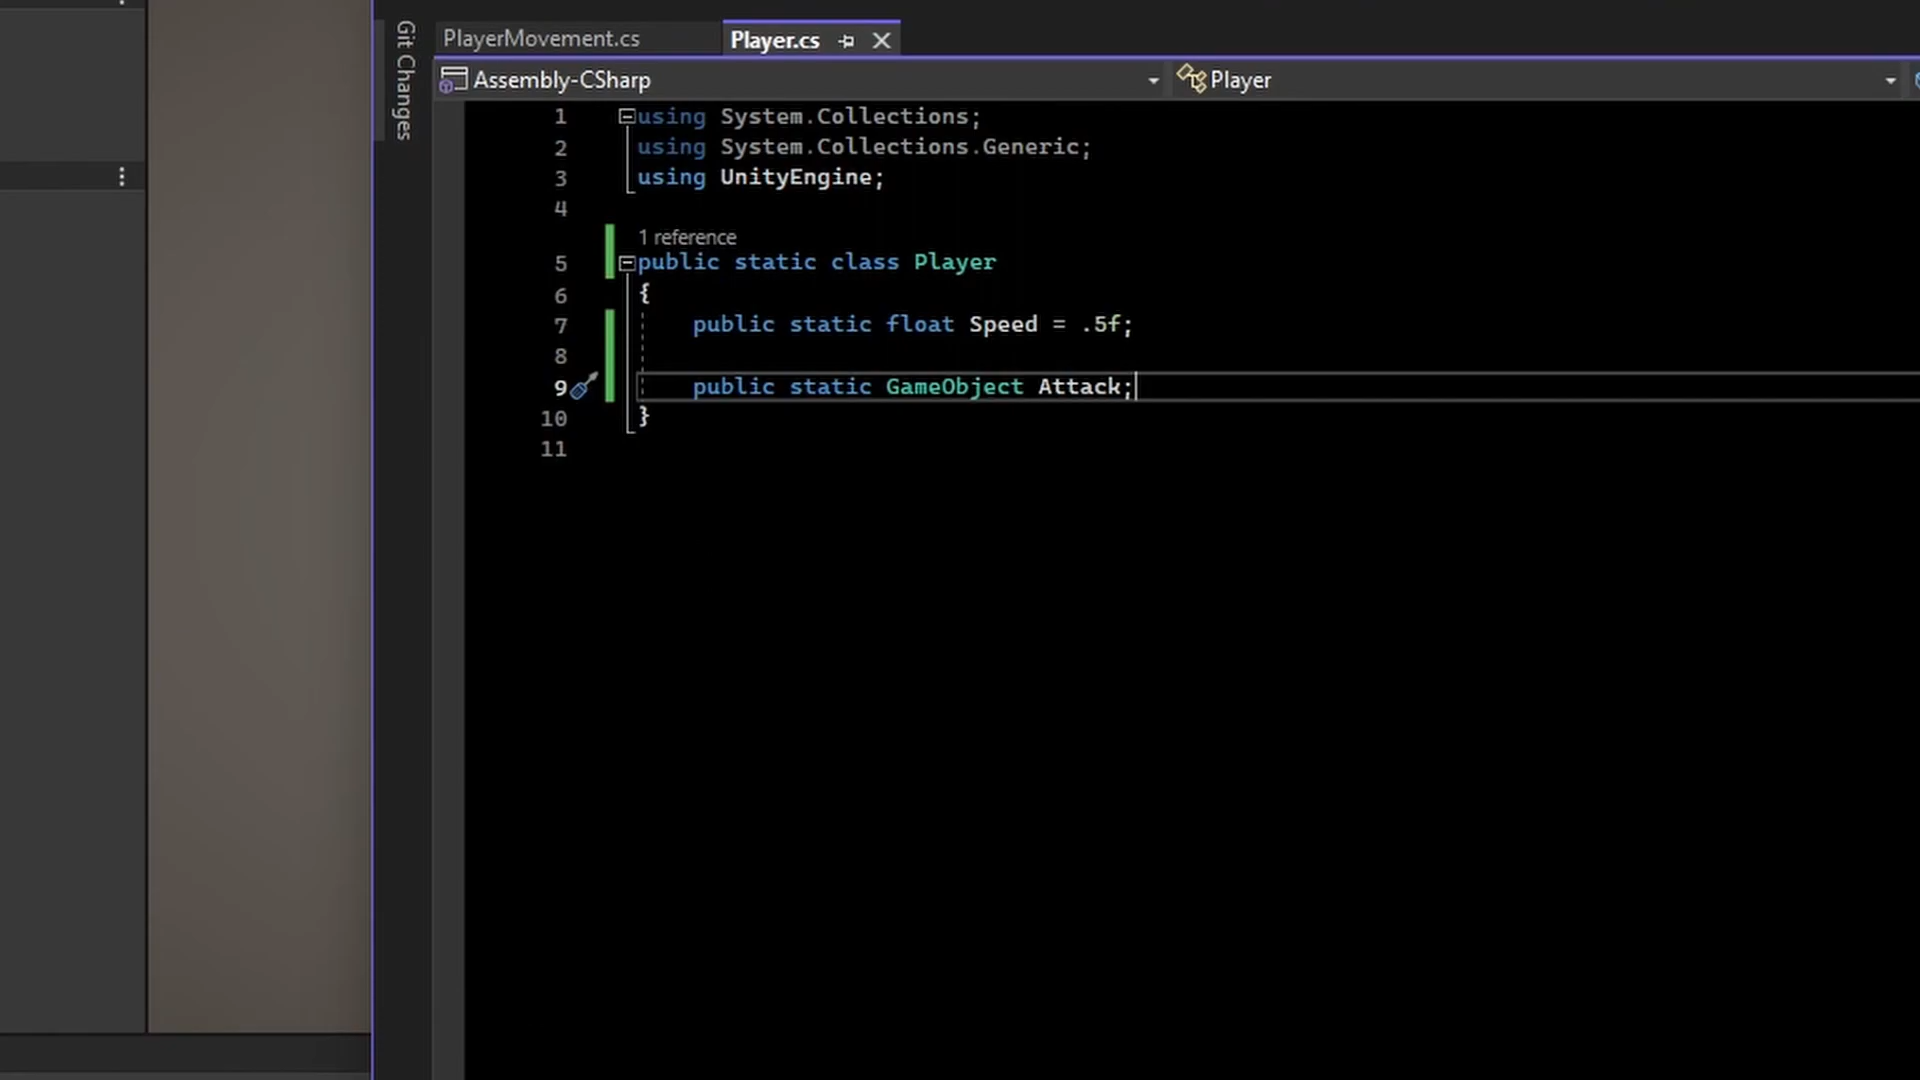 Git Changes
PlayerMovement.cs
Player.cs
Assembly-CSharp
Player
1 using System.Collections;
2 using System.Collections.Generic;
3 using UnityEngine;
4
1 reference
5 public static class Player
6 {
7 public static float Speed = .5f;
8
9 public static GameObject Attack;
10 }
11